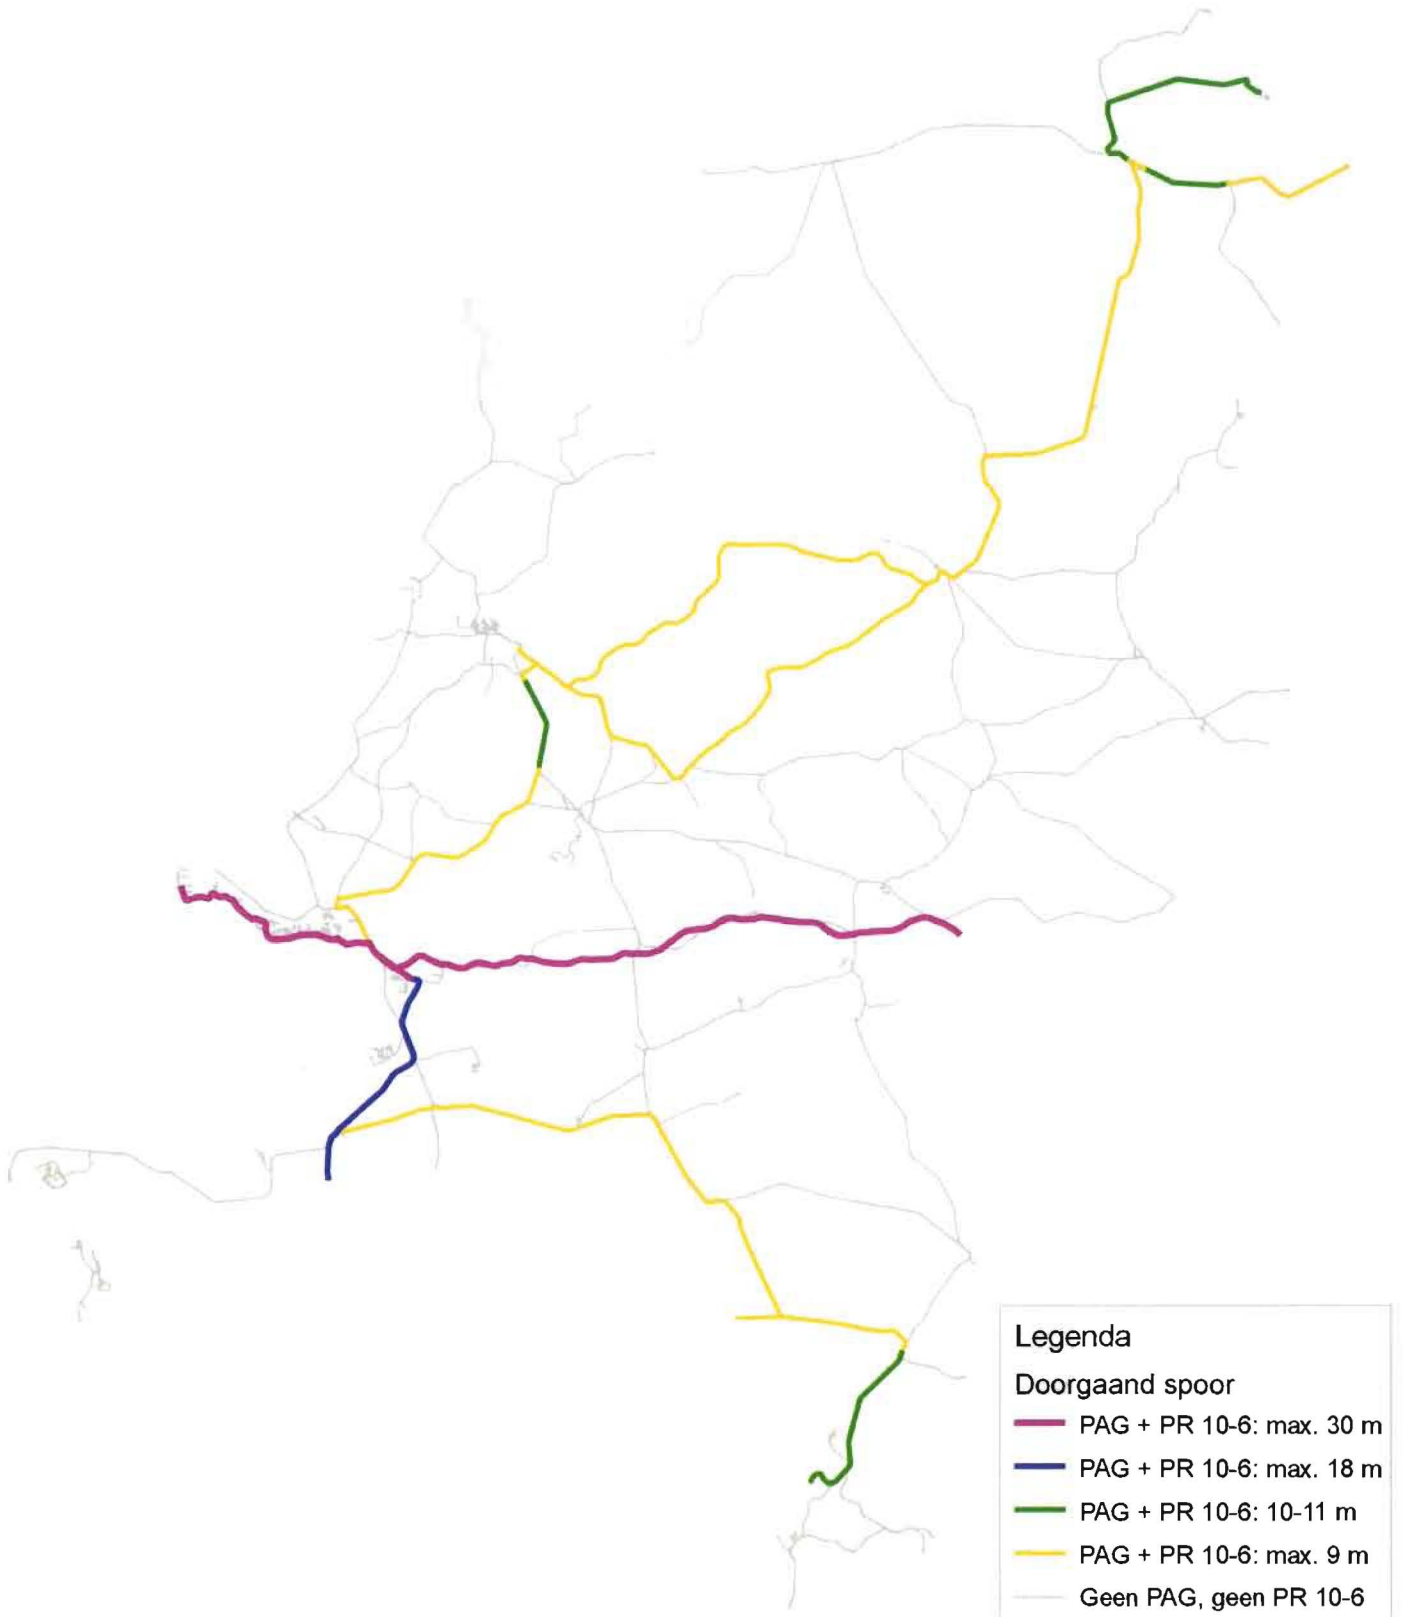 Legenda
Doorgaand spoor
PAG + PR 10-6: max. 30 m
PAG + PR 10-6: max. 18 m
PAG + PR 10-6: 10-11 m
PAG + PR 10-6: max. 9 m
Geen PAG, geen PR 10-6